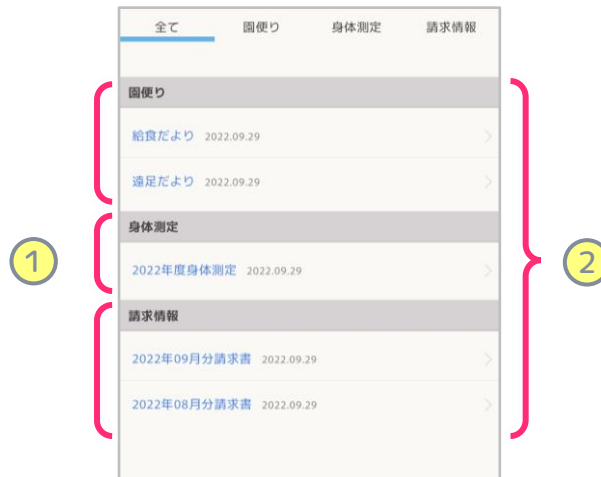 全て 園便り 身体測定 請求情報
園便り
給食だより 2022.09.29
遠足だより 2022.09.29
身体測定
1
2022年度身体測定 2022.09.29
2
請求情報
2022年09月分請求書 2022.09.29
2022年08月分請求書 2022.09.29